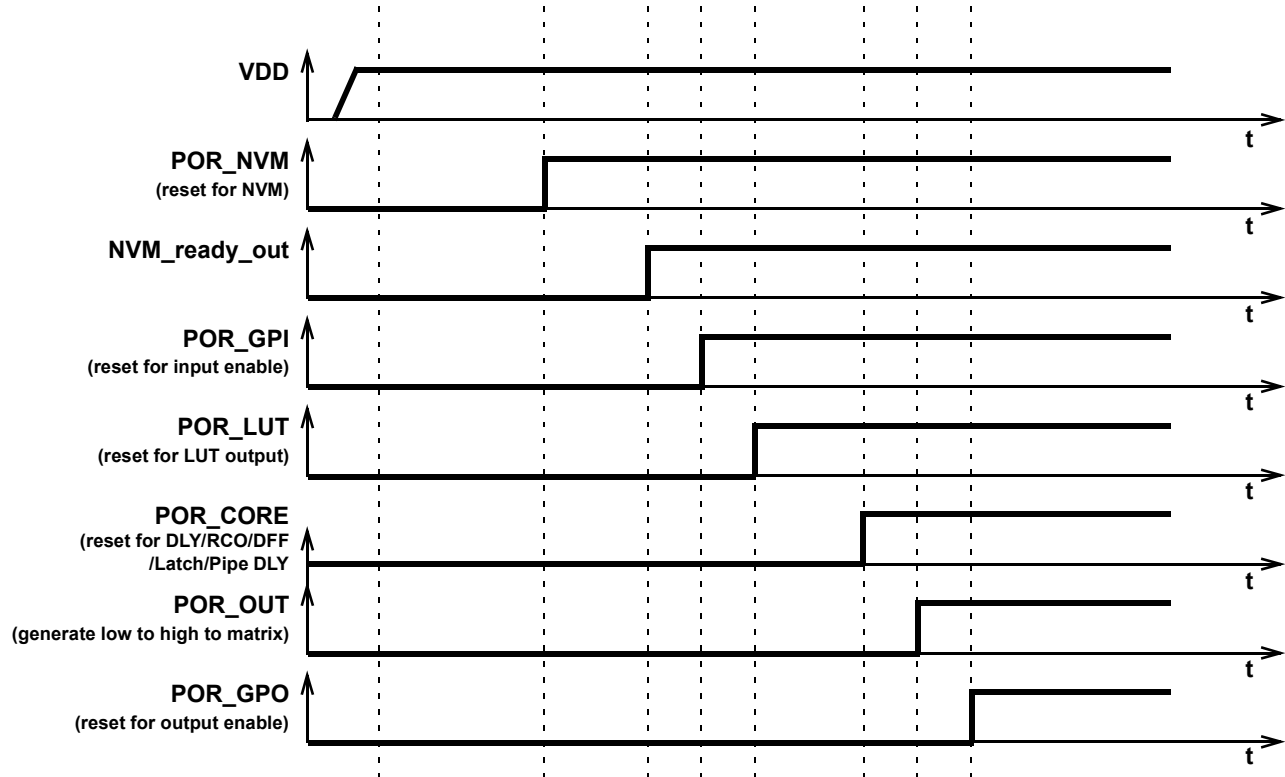 VDD
t
POR_NVM
(reset for NVM)
t
NVM_ready_out
t
POR_GPI
(reset for input enable)
t
POR_LUT
(reset for LUT output)
t
POR_CORE
(reset for DLY/RCO/DFF
/Latch/Pipe DLY
t
POR_OUT
(generate low to high to matrix)
t
POR_GPO
(reset for output enable)
t